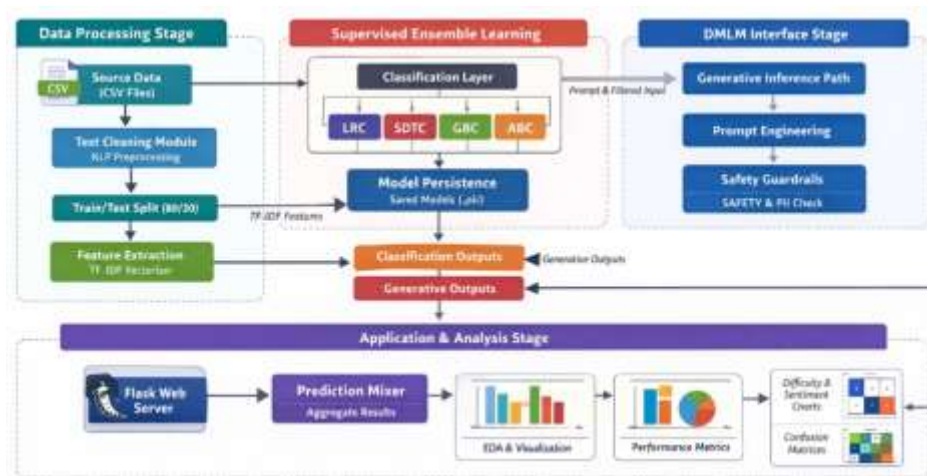 Data Processing Stage
Supervised Ensemble Learning
DMLM Interface Stage
CSV
Source Data
(CSV Files)
Text Cleaning Module
NLP Preprocessing
Train/Test Split (80/20)
Feature Extraction
TF-IDF Vectorizer
TF-IDF Features
Classification Layer
LRC
SDTC
GBC
ABC
Model Persistence
Saved Models (.pkl)
Prompt & Filtered Input
Generative Inference Path
Prompt Engineering
Safety Guardrails
SAFETY & PII Check
Classification Outputs
Generative Outputs
Generative Outputs
Application & Analysis Stage
Flask Web
Server
Prediction Mixer
Aggregate Results
EDA & Visualization
Performance Metrics
Difficulty &
Sentiment
Charts
Confusion
Matrices